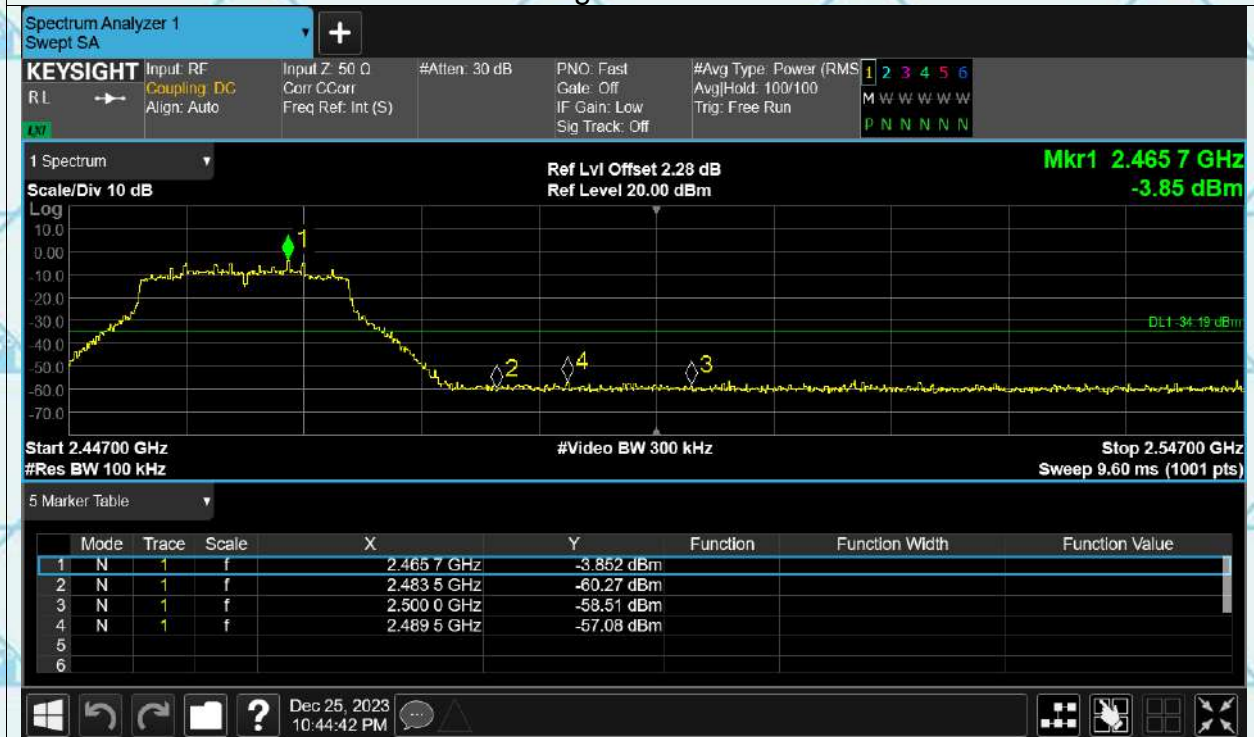 Spectrum Analyzer 1
Swept SA
+
KEYSIGHT Input: RF Input Z: 50 Ω #Atten: 30 dB PNO: Fast #Avg Type: Power (RMS 1 2 3 4 5 6
RL Coupling: DC Corr CCorr Gate: Off Avg|Hold: 100/100 M W W W W W
Align: Auto Freq Ref: Int (S) IF Gain: Low Trig: Free Run
LXI Sig Track: Off P N N N N N
1 Spectrum
Ref Lvl Offset 2.28 dB Mkr1 2.465 7 GHz
Scale/Div 10 dB Ref Level 20.00 dBm -3.85 dBm
Log
10.0
1
0.00
-10.0
-20.0
-30.0 DL1 -34.19 dBm
-40.0
-50.0 2 4 3
-60.0
-70.0
Start 2.44700 GHz #Video BW 300 kHz Stop 2.54700 GHz
#Res BW 100 kHz Sweep 9.60 ms (1001 pts)
5 Marker Table
Mode Trace Scale X Y Function Function Width Function Value
1 N 1 f 2.465 7 GHz -3.852 dBm
2 N 1 f 2.483 5 GHz -60.27 dBm
3 N 1 f 2.500 0 GHz -58.51 dBm
4 N 1 f 2.489 5 GHz -57.08 dBm
5
6
? Dec 25, 2023
10:44:42 PM